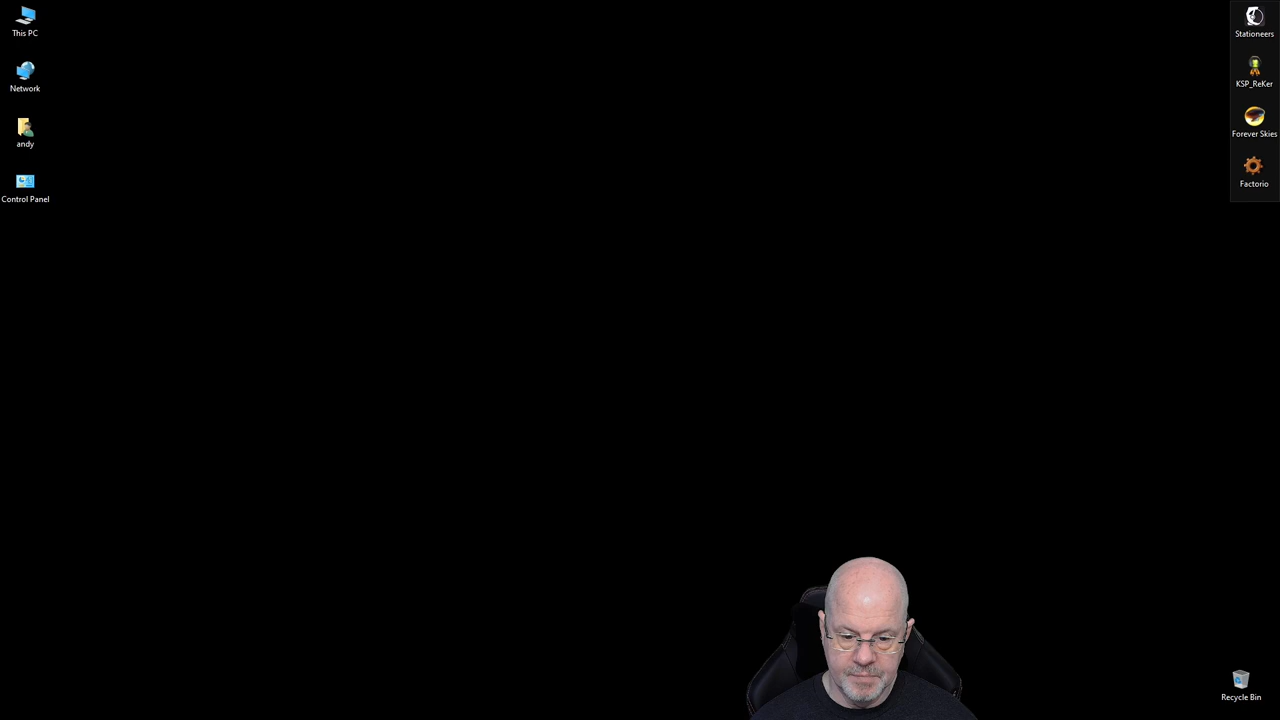 This PC
Network
andy
Control Panel
Stationeers
KSP_ReKer
Forever Skies
Factorio
Recycle Bin